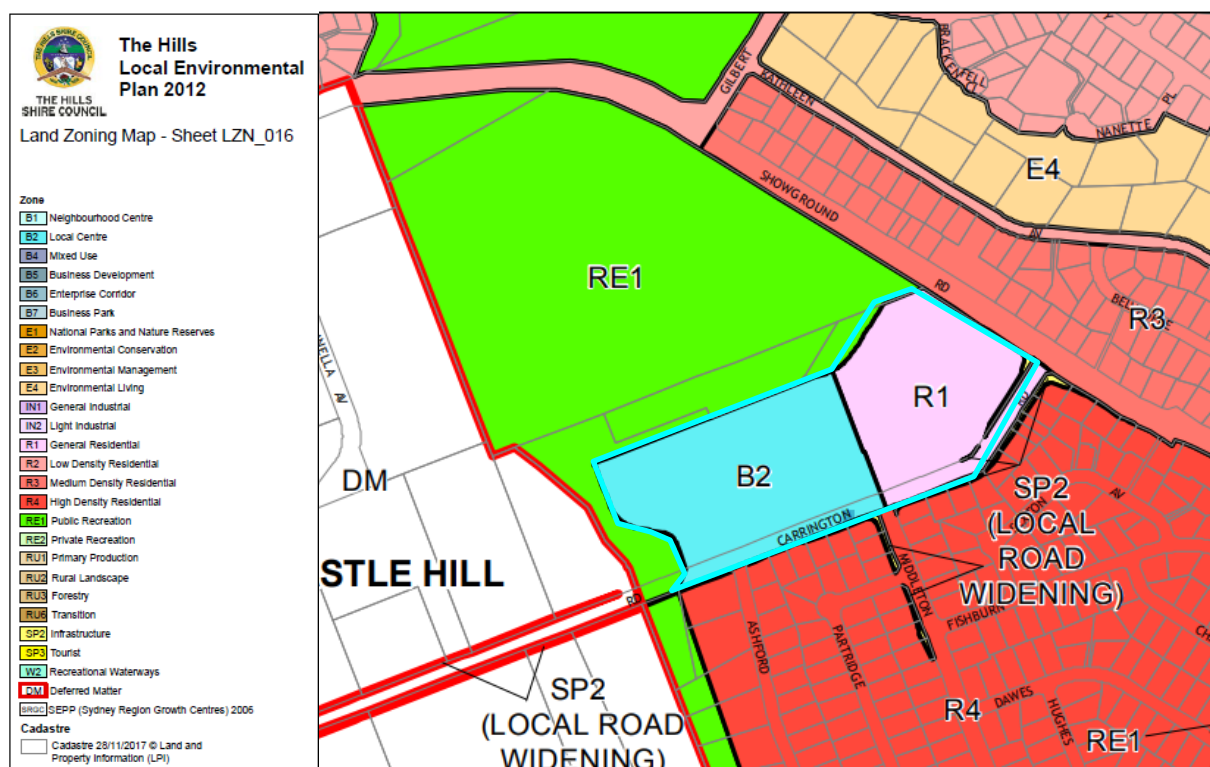 THE HILLS SHIRE COUNCIL
THE HILLS
SHIRE COUNCIL
The Hills
Local Environmental
Plan 2012
Land Zoning Map - Sheet LZN_016
Zone
B1 Neighbourhood Centre
B2 Local Centre
B4 Mixed Use
B5 Business Development
B6 Enterprise Corridor
B7 Business Park
E1 National Parks and Nature Reserves
E2 Environmental Conservation
E3 Environmental Management
E4 Environmental Living
IN1 General Industrial
IN2 Light Industrial
R1 General Residential
R2 Low Density Residential
R3 Medium Density Residential
R4 High Density Residential
RE1 Public Recreation
RE2 Private Recreation
RU1 Primary Production
RU2 Rural Landscape
RU3 Forestry
RU6 Transition
SP2 Infrastructure
SP3 Tourist
W2 Recreational Waterways
DM Deferred Matter
SRGC SEPP (Sydney Region Growth Centres) 2006
Cadastre
Cadastre 28/11/2017 © Land and
Property Information (LPI)
GILBERT
KATHLEEN
BRACKENFELL
CL
Y
NANETTE
PL
E4
SHOWGROUND
RD
AV
RE1
R3
R1
RD
B2
CARRINGTON
RD
DM
AV
STLE HILL
SP2
(LOCAL
ROAD
WIDENING)
AV
MIDDLETON
FISHBURN
ASHFORD
PARTRIDGE
DAWES
HUGHES
CH
R4
RE1
SP2
(LOCAL ROAD
WIDENING)